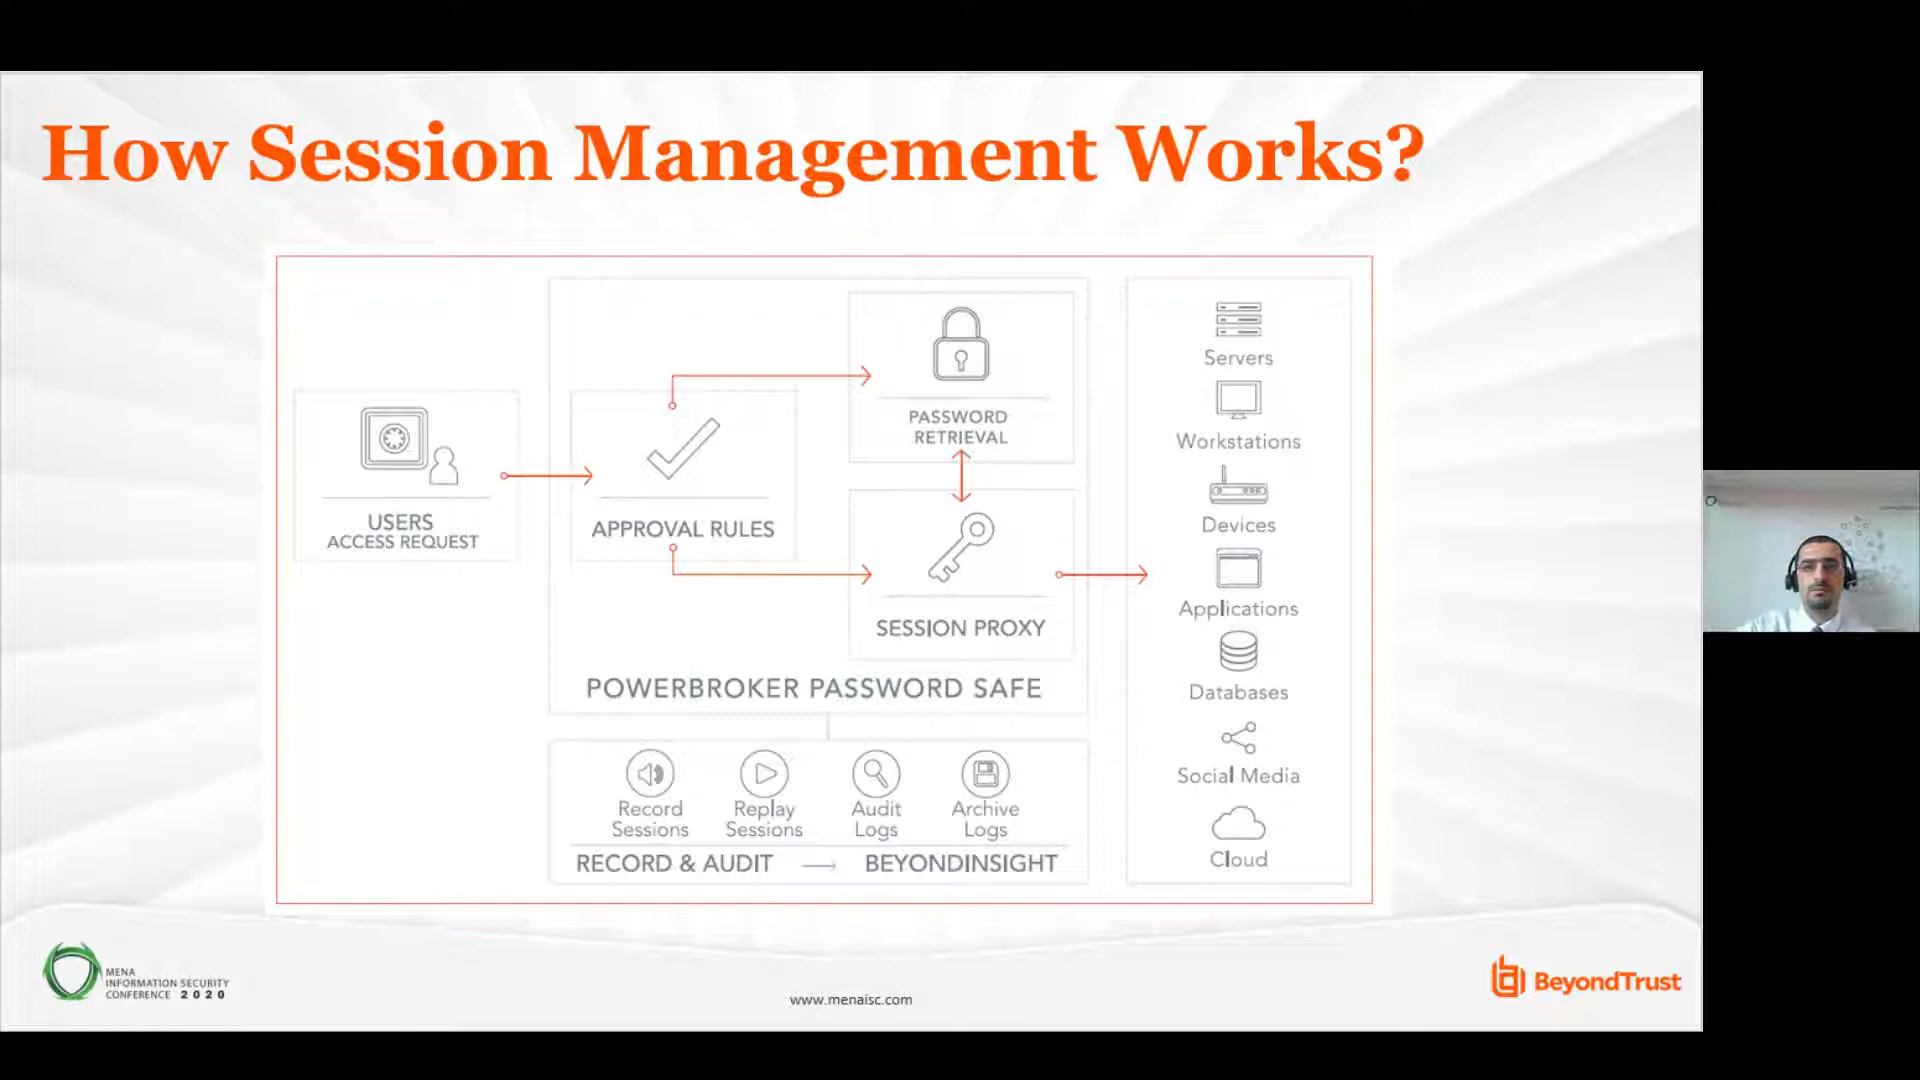 How Session Management Works?
USERS
ACCESS REQUEST
APPROVAL RULES
PASSWORD
RETRIEVAL
SESSION PROXY
POWERBROKER PASSWORD SAFE
Record
Sessions
Replay
Sessions
Audit
Logs
Archive
Logs
RECORD & AUDIT
BEYONDINSIGHT
Servers
Workstations
Devices
Applications
Databases
Social Media
Cloud
MENA
INFORMATION SECURITY
CONFERENCE 2020
www.menaisc.com
BeyondTrust